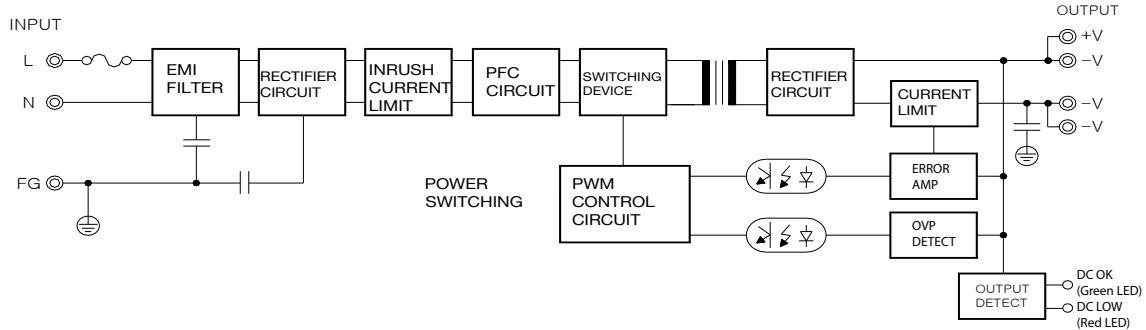 INPUT
OUTPUT
L
N
FG
EMI
FILTER
RECTIFIER
CIRCUIT
INRUSH
CURRENT
LIMIT
PFC
CIRCUIT
SWITCHING
DEVICE
RECTIFIER
CIRCUIT
CURRENT
LIMIT
+V
−V
−V
−V
POWER
SWITCHING
PWM
CONTROL
CIRCUIT
ERROR
AMP
OVP
DETECT
OUTPUT
DETECT
DC OK
(Green LED)
DC LOW
(Red LED)